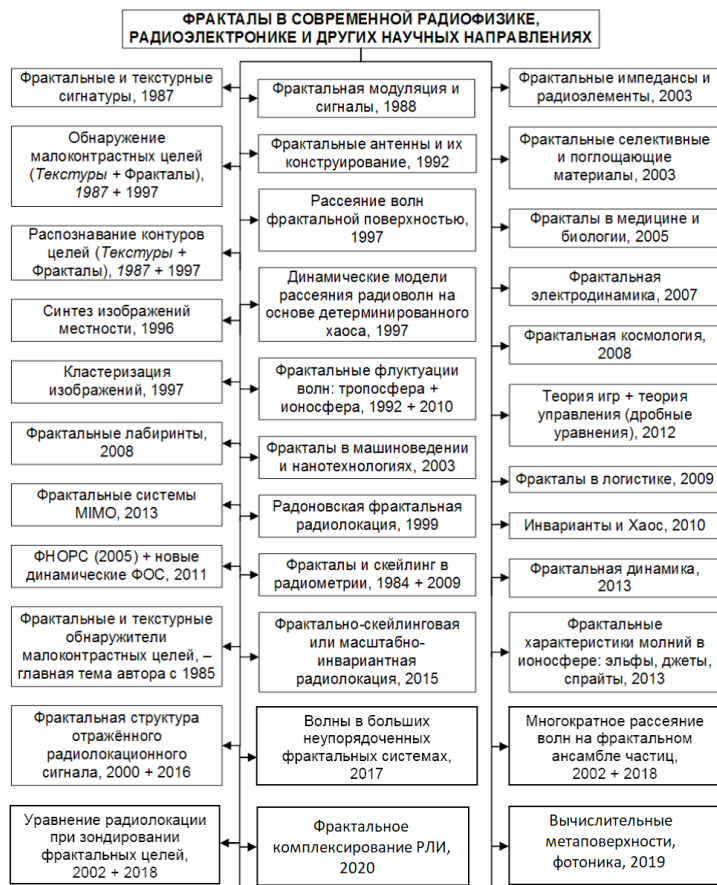 ФРАКТАЛЫ В СОВРЕМЕННОЙ РАДИОФИЗИКЕ,
РАДИОЭЛЕКТРОНИКЕ И ДРУГИХ НАУЧНЫХ НАПРАВЛЕНИЯХ
Фрактальные и текстурные
сигнатуры, 1987
Обнаружение
малоконтрастных целей
(Текстуры + Фракталы),
1987 + 1997
Распознавание контуров
целей (Текстуры +
Фракталы), 1987 + 1997
Синтез изображений
местности, 1996
Кластеризация
изображений, 1997
Фрактальные лабиринты,
2008
Фрактальные системы
MIMO, 2013
ФНОРС (2005) + новые
динамические ФОС, 2011
Фрактальные и текстурные
обнаружители
малоконтрастных целей, –
главная тема автора с 1985
Фрактальная структура
отражённого
радиолокационного
сигнала, 2000 + 2016
Уравнение радиолокации
при зондировании
фрактальных целей,
2002 + 2018
Фрактальная модуляция и
сигналы, 1988
Фрактальные антенны и их
конструирование, 1992
Рассеяние волн
фрактальной поверхностью,
1997
Динамические модели
рассеяния радиоволн на
основе детерминированного
хаоса, 1997
Фрактальные флуктуации
волн: тропосфера +
ионосфера, 1992 + 2010
Фракталы в машиноведении
и нанотехнологиях, 2003
Радоновская фрактальная
радиолокация, 1999
Фракталы и скейлинг в
радиометрии, 1984 + 2009
Фрактально-скейлинговая
или масштабно-
инвариантная
радиолокация, 2015
Волны в больших
неупорядоченных
фрактальных системах,
2017
Фрактальное
комплексирование РЛИ,
2020
Фрактальные импедансы и
радиоэлементы, 2003
Фрактальные селективные
и поглощающие
материалы, 2003
Фракталы в медицине и
биологии, 2005
Фрактальная
электродинамика, 2007
Фрактальная космология,
2008
Теория игр + теория
управления (дробные
уравнения), 2012
Фракталы в логистике, 2009
Инварианты и Хаос, 2010
Фрактальная динамика,
2013
Фрактальные
характеристики молний в
ионосфере: эльфы, джеты,
спрайты, 2013
Многократное рассеяние
волн на фрактальном
ансамбле частиц,
2002 + 2018
Вычислительные
метаповерхности,
фотоника, 2019